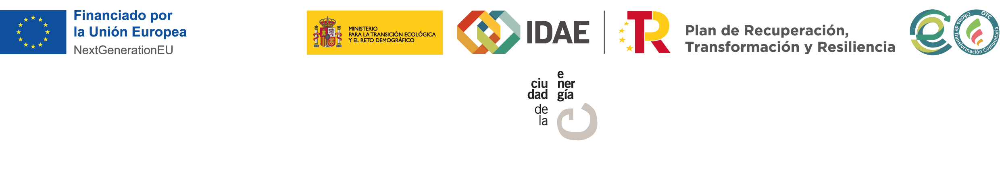 Financiado por
la Unión Europea
NextGenerationEU
MINISTERIO
PARA LA TRANSICIÓN ECOLÓGICA
Y EL RETO DEMOGRÁFICO
IDAE
TR
Plan de Recuperación,
Transformación y Resiliencia
e
OTC
Oficina de Transformación Comunitaria
ciu
dad
de
la
e
ner
gía